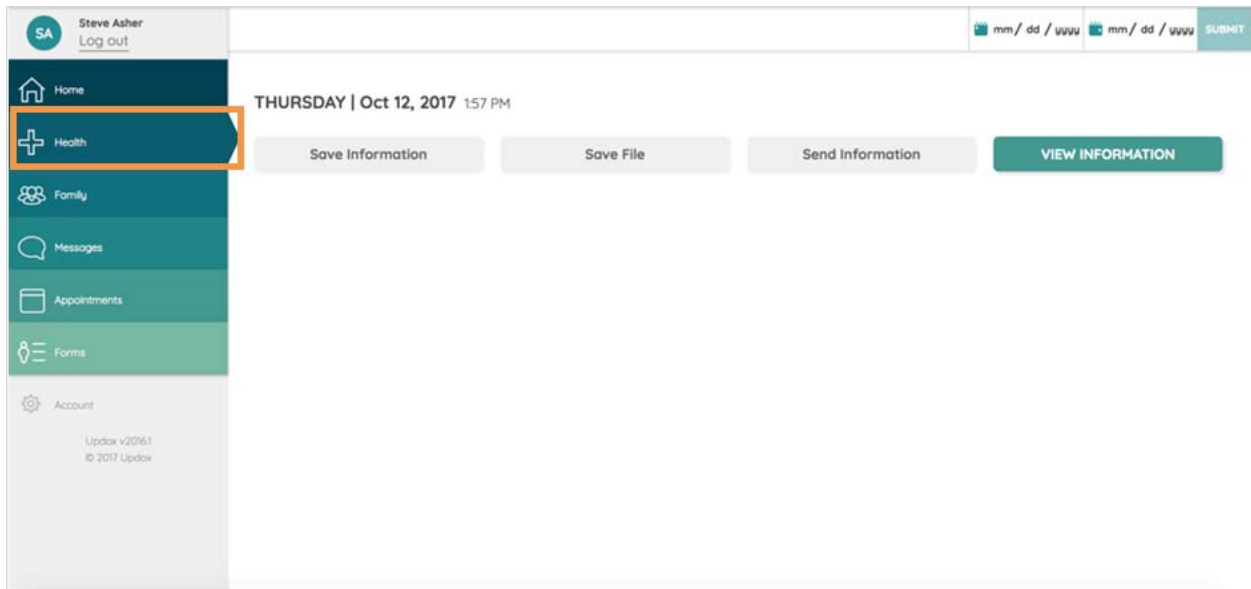 SA
Steve Asher
Log out
mm/ dd / yyyy mm/ dd / yyyy SUBMIT
Home
Health
Family
Messages
Appointments
Forms
Account
Updox v2016.1
© 2017 Updox
THURSDAY | Oct 12, 2017 1:57 PM
Save Information Save File Send Information VIEW INFORMATION